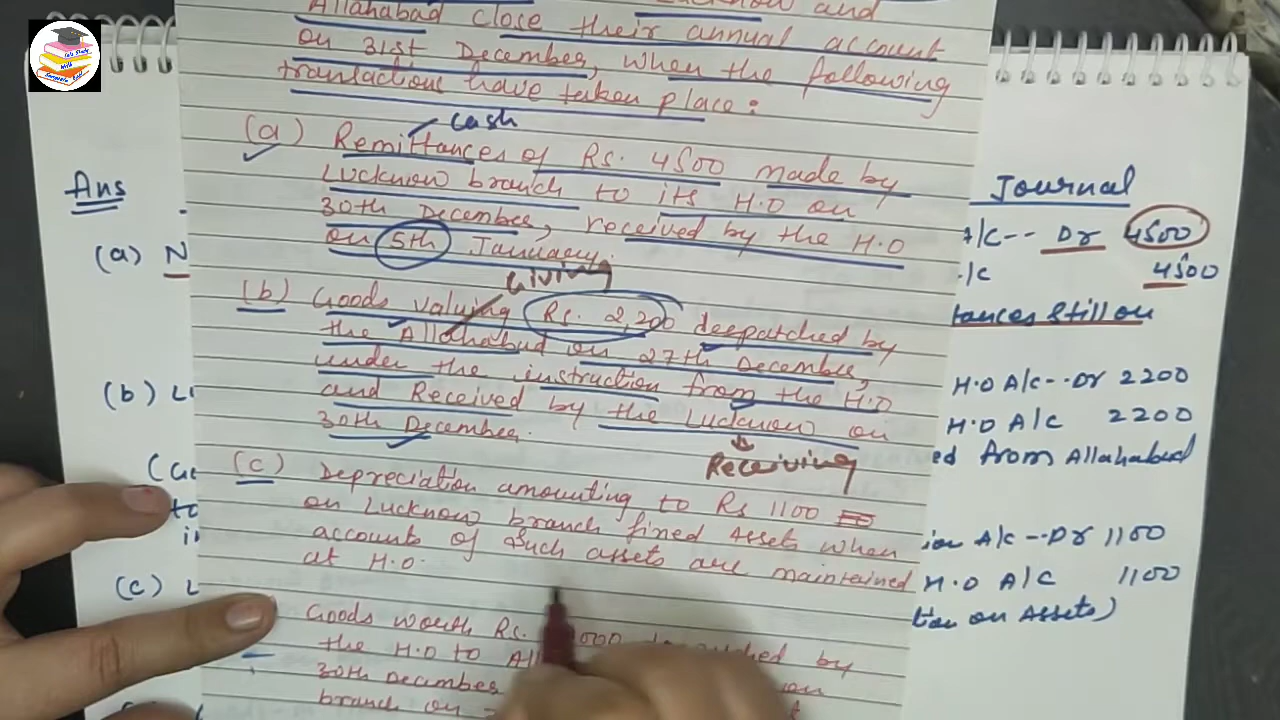 Lucknow and
Allahabad close their annual account
on 31st December, when the following
transactions have taken place:
cash
(a) Remittances of Rs. 4500 made by
Lucknow branch to its H.O on
30th December, received by the H.O
on 5th January.
Giving
(b) Goods valuing Rs. 2,200 despatched by
the Allahabad on 27th December,
under the instruction from the H.O
and Received by the Lucknow on
30th December.
Receiving
(c) Depreciation amounting to Rs 1100
on Lucknow branch fixed Assets when
accounts of such assets are maintained
at H.O.
Goods worth Rs.
the H.O to
30th December on
branch on
Ans
(a) N
(b) L
(c) L
Journal
A/C-- Dr 4500
4500
tances still on
H.O A/C--Dr 2200
H.O A/C 2200
ed from Allahabad
ion A/C--Dr 1100
H.O A/C 1100
tion on Assets)